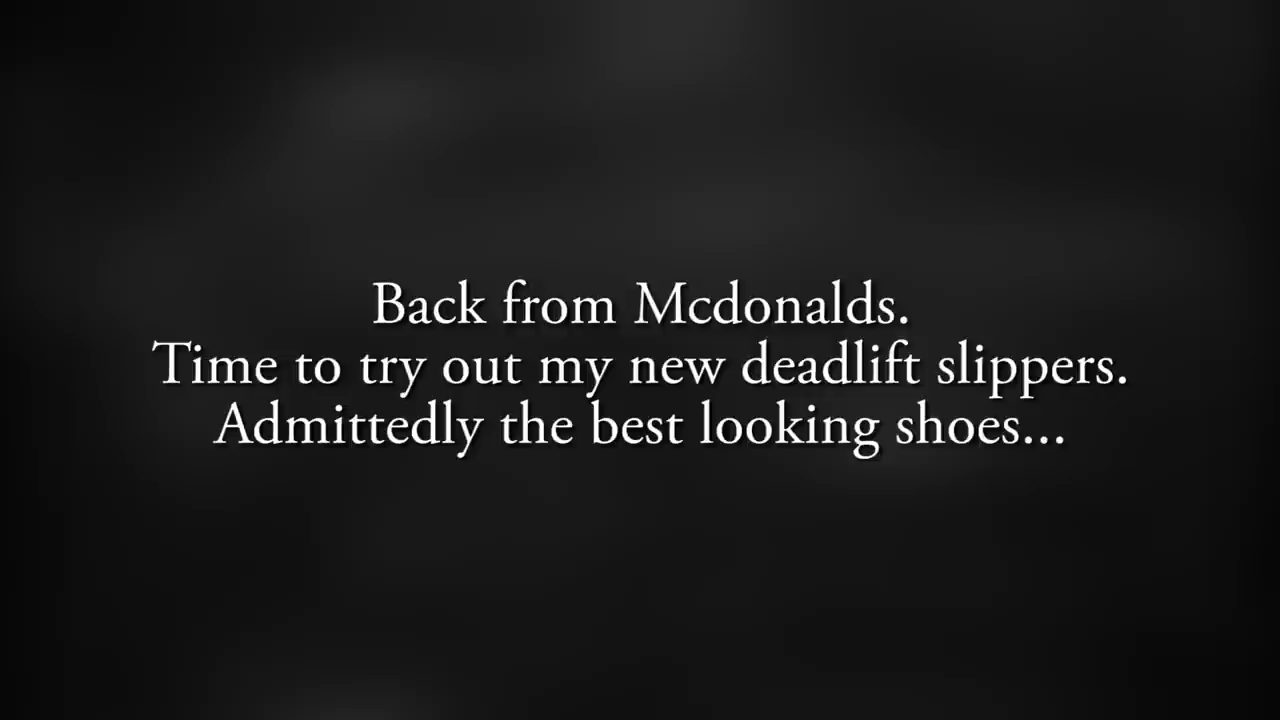 Back from Mcdonalds.
Time to try out my new deadlift slippers.
Admittedly the best looking shoes...